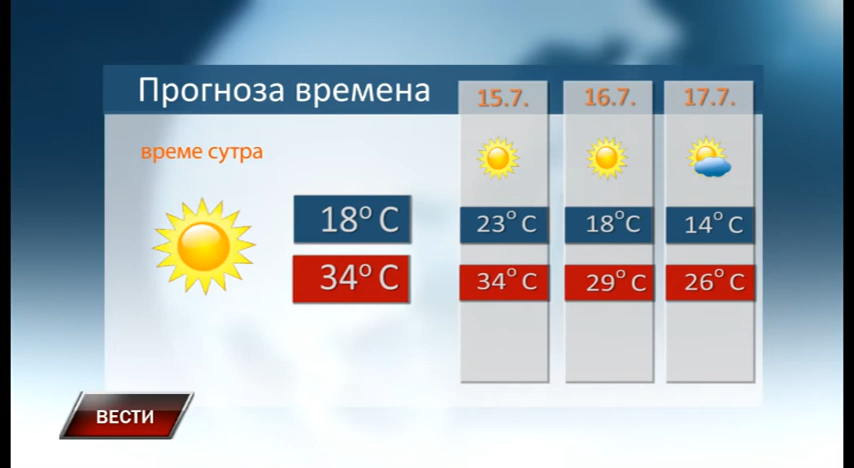 Прогноза времена
време сутра
18° C
34° C
15.7.
23° C
34° C
16.7.
18°C
29° C
17.7.
14° C
26° C
ВЕСТИ